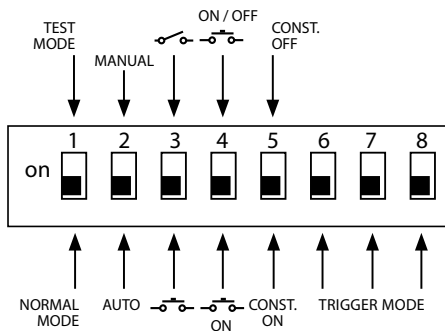 ON / OFF
TEST
MODE
CONST.
OFF
MANUAL
1 2 3 4 5 6 7 8
on
NORMAL
MODE
AUTO
ON
CONST.
ON
TRIGGER MODE